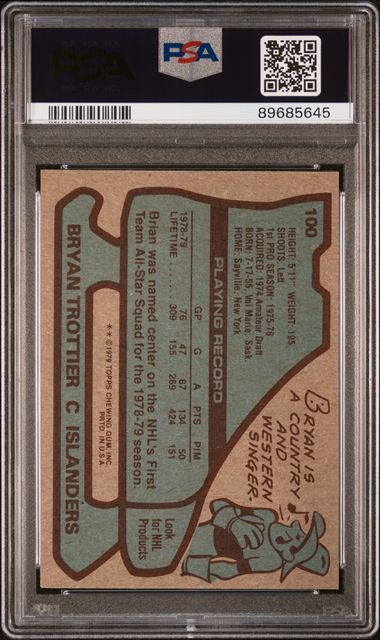 PSA
PSA
89685645
100
HEIGHT: 5'11" WEIGHT: 195
SHOOTS: Left
1st PRO SEASON: 1975-76
ACQUIRED: 1974 Amateur Draft
BORN: 7-17-56, Val Marie, Sask.
HOME: Sayville, New York
BRYAN IS
A COUNTRY
AND
WESTERN
SINGER.
PLAYING RECORD
GP G A PTS P/M
1978-79 76 47 87 134 50
LIFETIME..... 309 155 269 424 151
Brian was named center on the NHL's First
Team All-Star Squad for the 1978-79 season.
Look
for NHL
Products
** ©1979 TOPPS CHEWING GUM, INC.
PRTD. IN U.S.A.
BRYAN TROTTIER C ISLANDERS
PSA